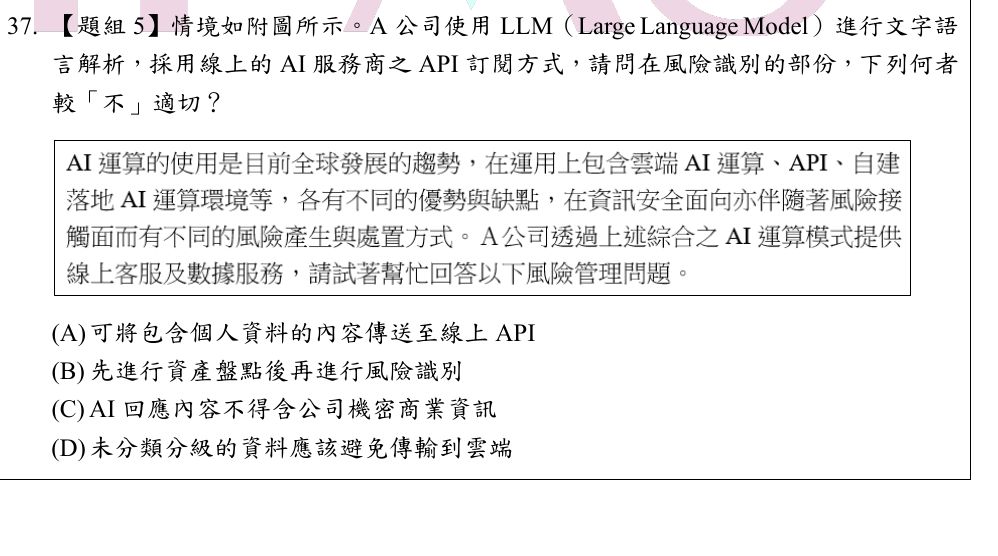 37. 【題組 5】情境如附圖所示。A 公司使用 LLM（Large Language Model）進行文字語
言解析，採用線上的 AI 服務商之 API 訂閱方式，請問在風險識別的部份，下列何者
較「不」適切？
AI 運算的使用是目前全球發展的趨勢，在運用上包含雲端 AI 運算、API、自建
落地 AI 運算環境等，各有不同的優勢與缺點，在資訊安全面向亦伴隨著風險接
觸面而有不同的風險產生與處置方式。A公司透過上述綜合之 AI 運算模式提供
線上客服及數據服務，請試著幫忙回答以下風險管理問題。
(A) 可將包含個人資料的內容傳送至線上 API
(B) 先進行資產盤點後再進行風險識別
(C) AI 回應內容不得含公司機密商業資訊
(D) 未分類分級的資料應該避免傳輸到雲端